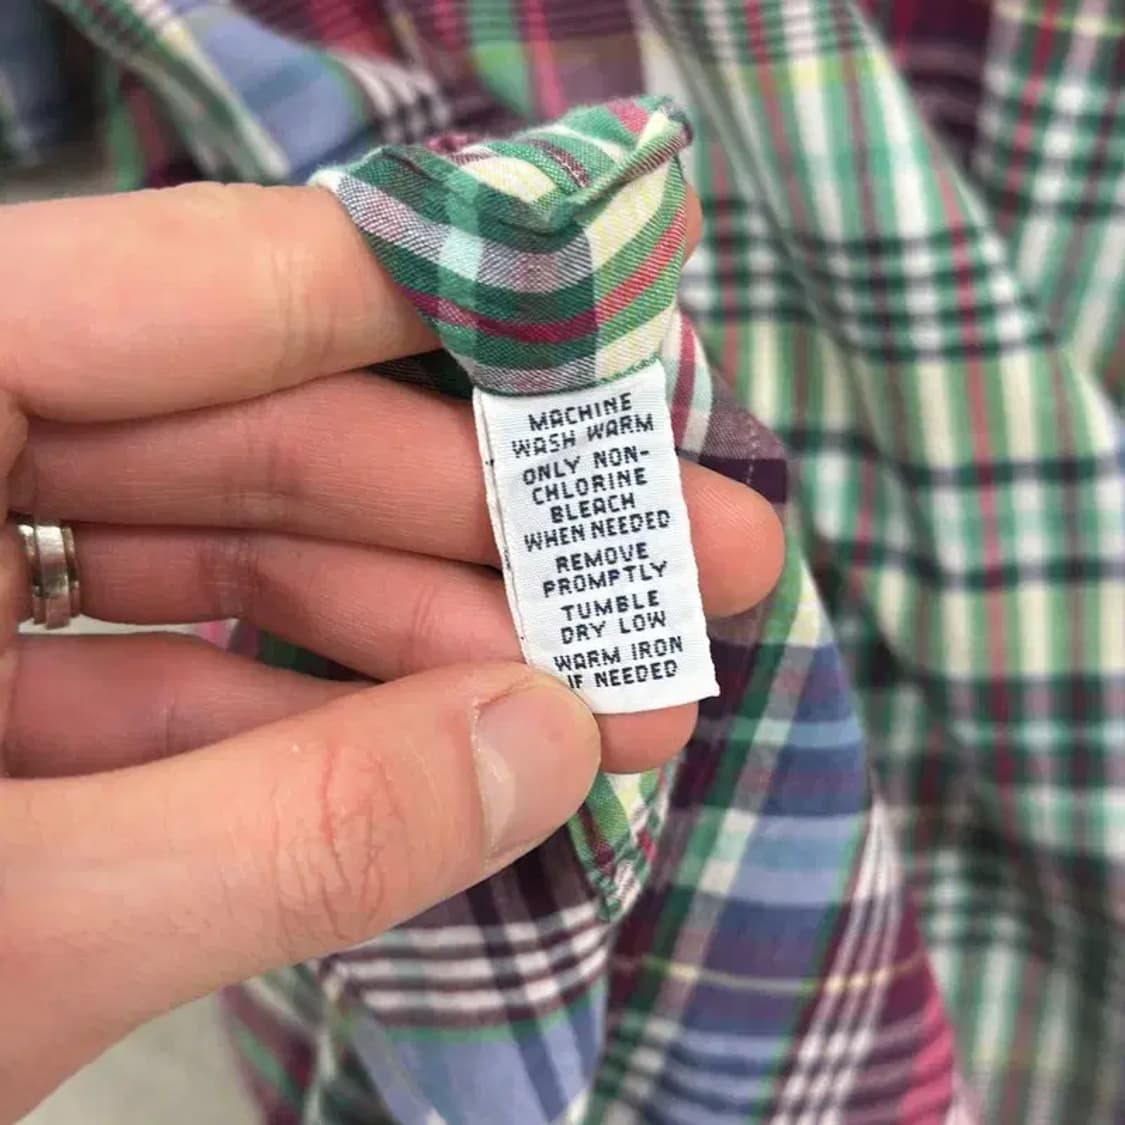 MACHINE
WASH WARM
ONLY NON-
CHLORINE
BLEACH
WHEN NEEDED
REMOVE
PROMPTLY
TUMBLE
DRY LOW
WARM IRON
IF NEEDED